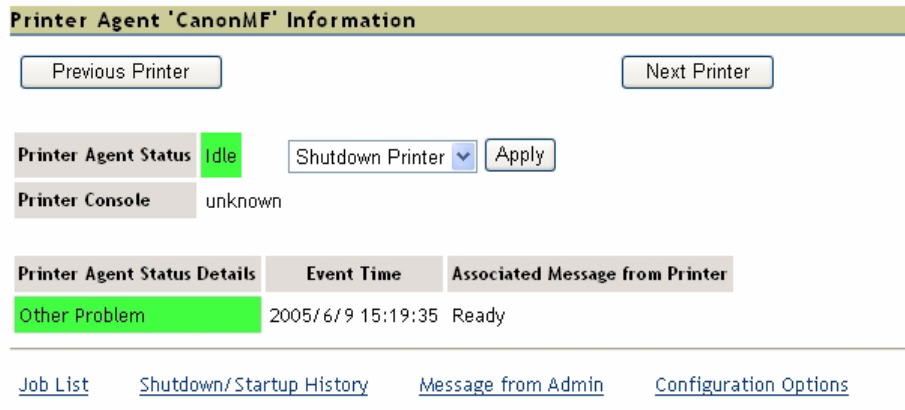 Printer Agent 'CanonMF' Information
Previous Printer Next Printer
Printer Agent Status Idle Shutdown Printer Apply
Printer Console unknown
Printer Agent Status Details Event Time Associated Message from Printer
Other Problem 2005/6/9 15:19:35 Ready
Job List Shutdown/Startup History Message from Admin Configuration Options